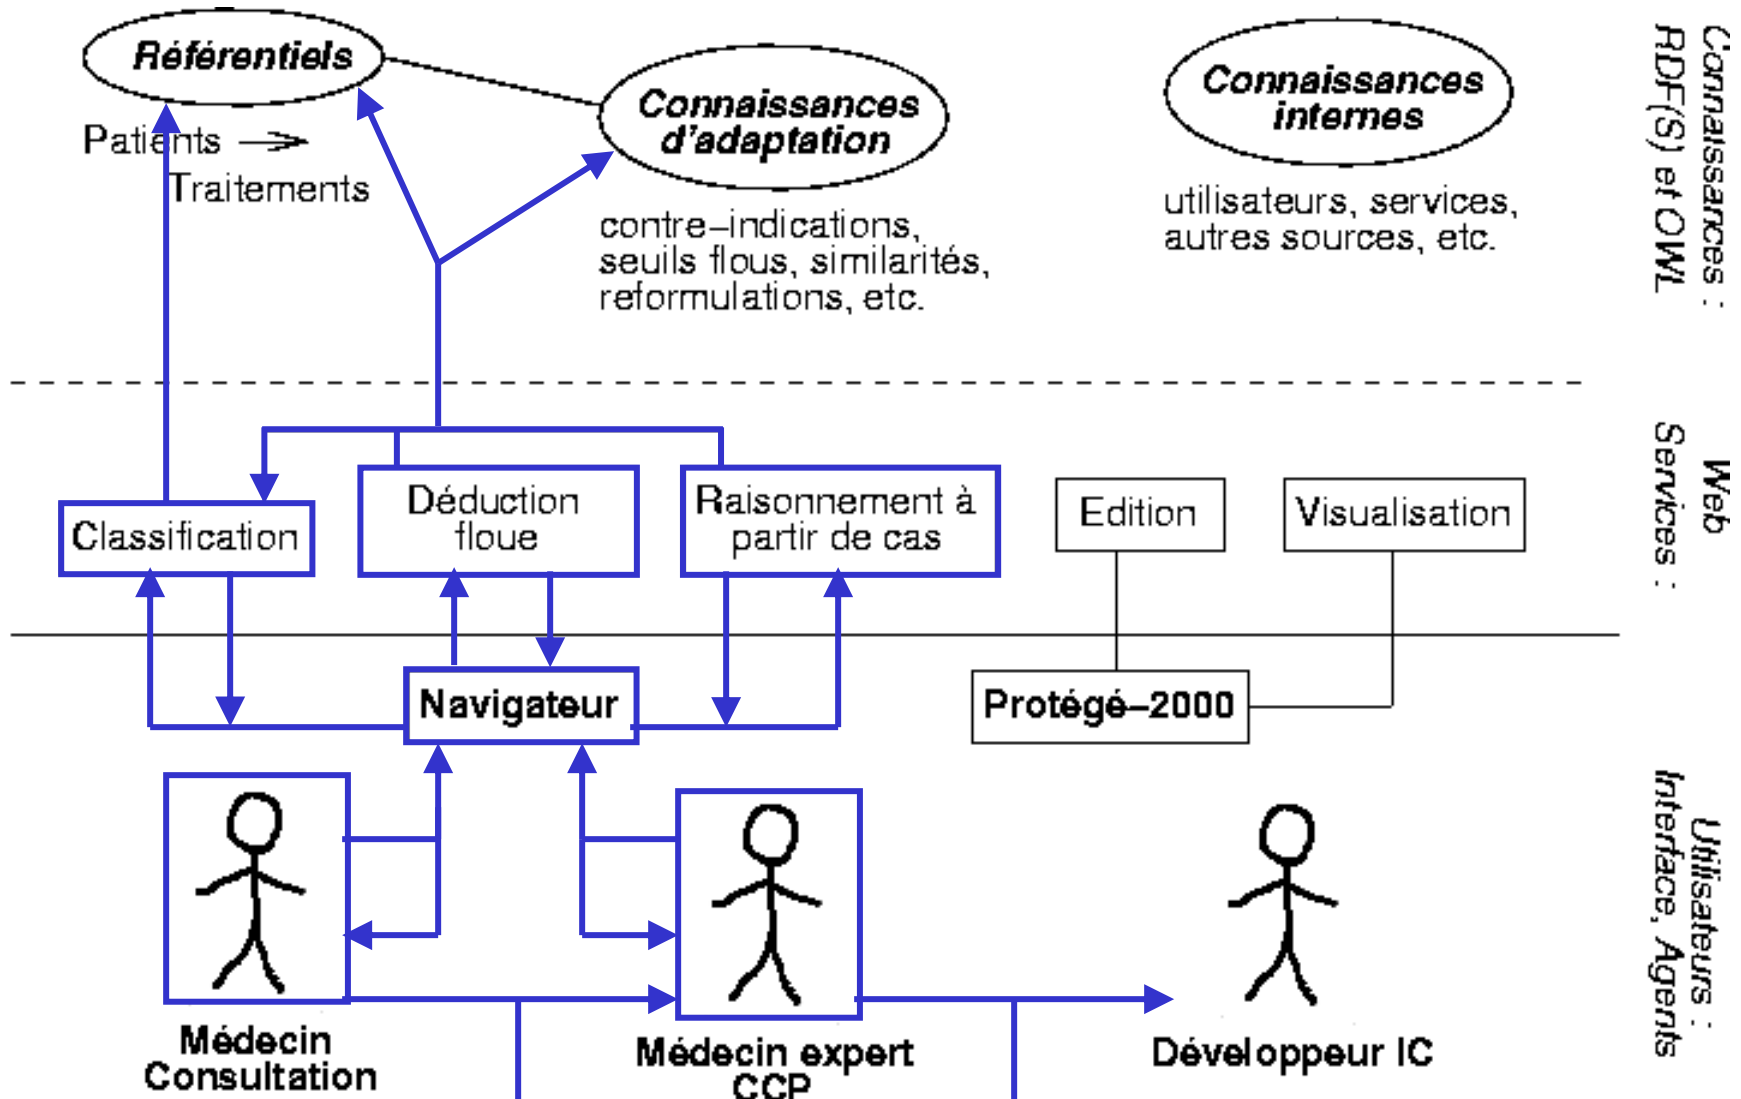 Référentiels
Patients
Traitements
Connaissances
d'adaptation
contre-indications,
seuils flous, similarités,
reformulations, etc.
Connaissances
internes
utilisateurs, services,
autres sources, etc.
Connaissances :
RDF(S) et OWL
Classification
Déduction
floue
Raisonnement à
partir de cas
Edition
Visualisation
Web
Services :
Navigateur
Protégé-2000
Utilisateurs :
Interface, Agents
Médecin
Consultation
Médecin expert
CCP
Développeur IC